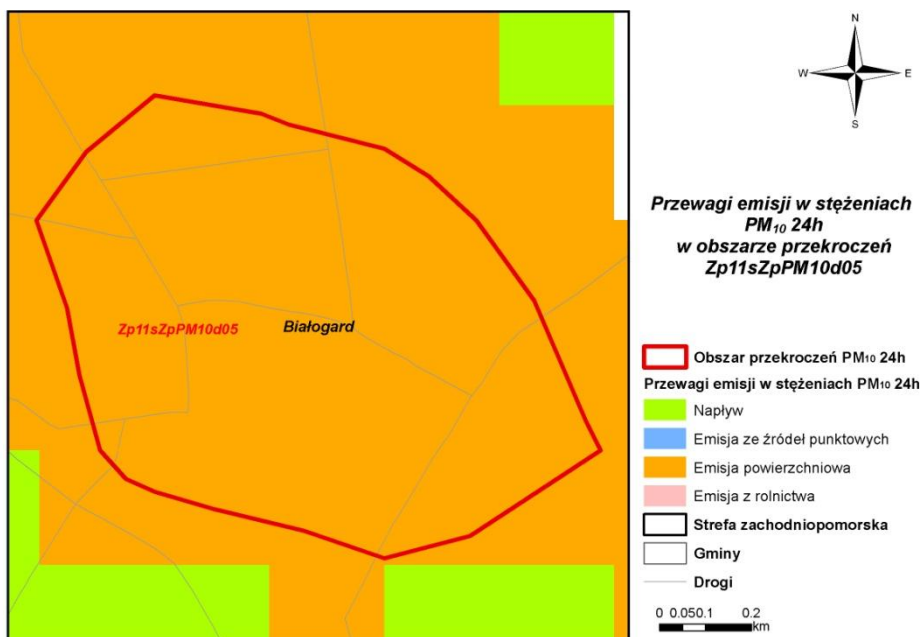 N
W
E
S
Przewagi emisji w stężeniach
PM₁₀ 24h
w obszarze przekroczeń
Zp11sZpPM10d05
Zp11sZpPM10d05
Białogard
Obszar przekroczeń PM₁₀ 24h
Przewagi emisji w stężeniach PM₁₀ 24h
Napływ
Emisja ze źródeł punktowych
Emisja powierzchniowa
Emisja z rolnictwa
Strefa zachodniopomorska
Gminy
Drogi
0 0.050.1 0.2
km